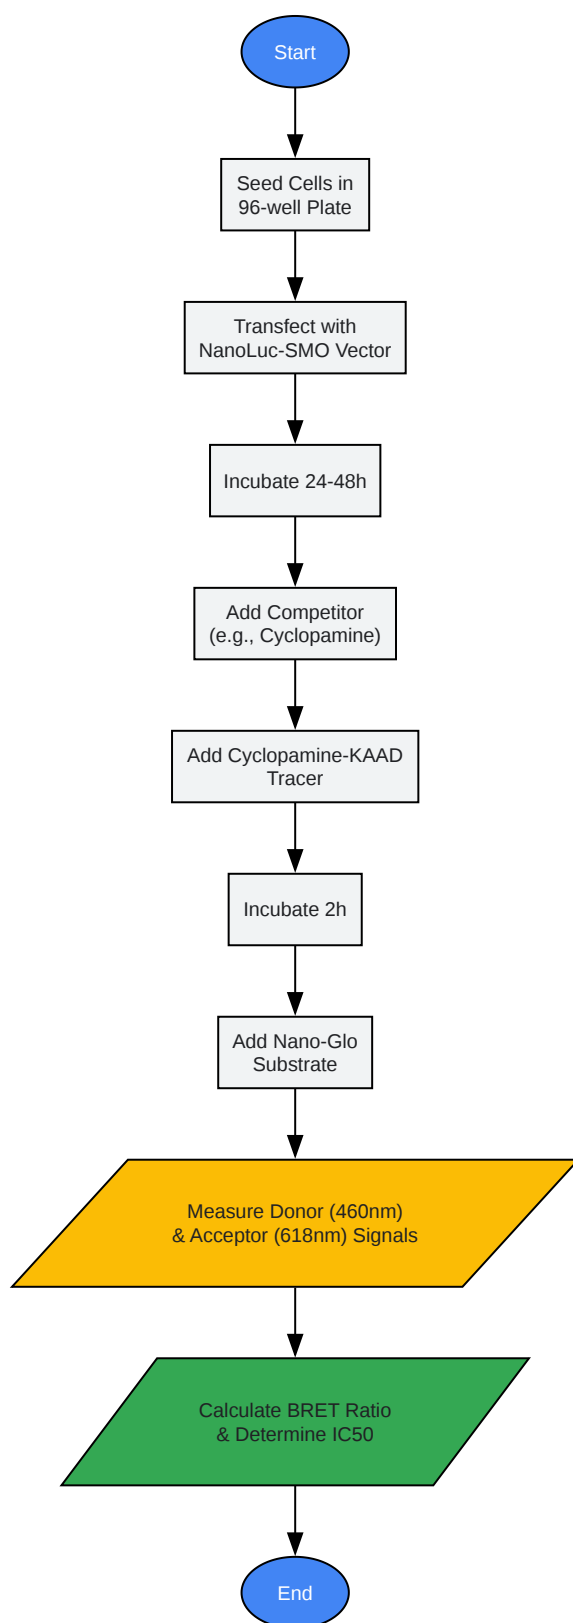 Start
Seed Cells in
96-well Plate
Transfect with
NanoLuc-SMO Vector
Incubate 24-48h
Add Competitor
(e.g., Cyclopamine)
Add Cyclopamine-KAAD
Tracer
Incubate 2h
Add Nano-Glo
Substrate
Measure Donor (460nm)
& Acceptor (618nm) Signals
Calculate BRET Ratio
& Determine IC50
End